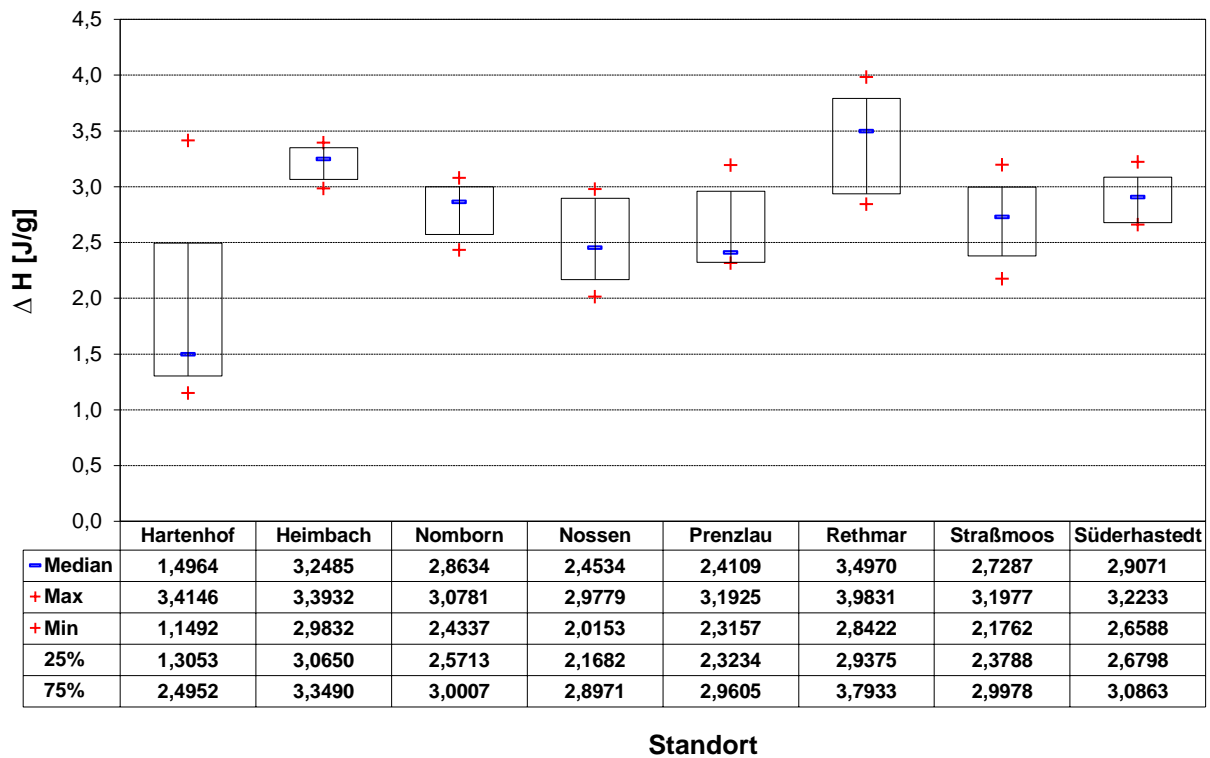 4,5
4,0
3,5
3,0
2,5
2,0
1,5
1,0
0,5
0,0
Δ H [J/g]
Hartenhof Heimbach Nomborn Nossen Prenzlau Rethmar Straßmoos Süderhastedt
Median 1,4964 3,2485 2,8634 2,4534 2,4109 3,4970 2,7287 2,9071
+ Max 3,4146 3,3932 3,0781 2,9779 3,1925 3,9831 3,1977 3,2233
+ Min 1,1492 2,9832 2,4337 2,0153 2,3157 2,8422 2,1762 2,6588
25% 1,3053 3,0650 2,5713 2,1682 2,3234 2,9375 2,3788 2,6798
75% 2,4952 3,3490 3,0007 2,8971 2,9605 3,7933 2,9978 3,0863
Standort